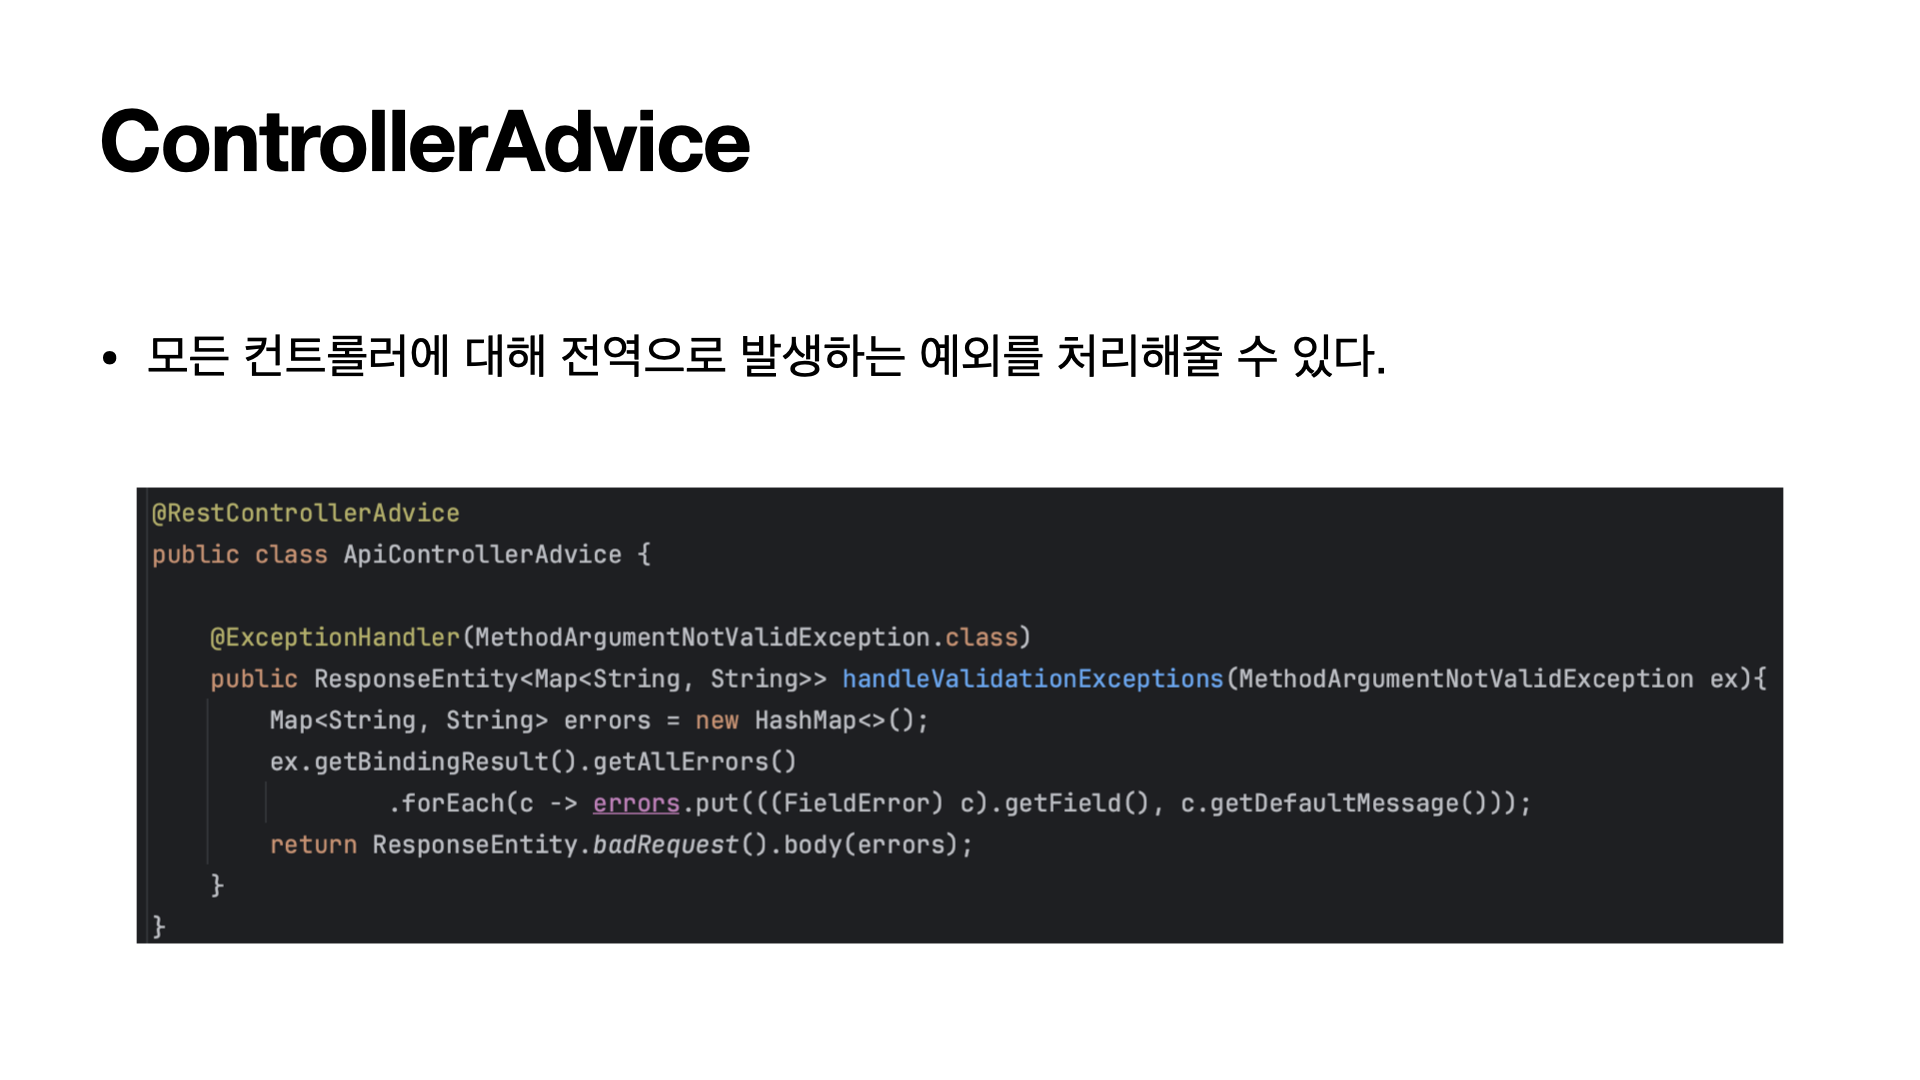 ControllerAdvice
• 모든 컨트롤러에 대해 전역으로 발생하는 예외를 처리해줄 수 있다.
@RestControllerAdvice
public class ApiControllerAdvice {
@ExceptionHandler(MethodArgumentNotValidException.class)
public ResponseEntity<Map<String, String>> handleValidationExceptions(MethodArgumentNotValidException ex){
Map<String, String> errors = new HashMap<>();
ex.getBindingResult().getAllErrors()
.forEach(c -> errors.put(((FieldError) c).getField(), c.getDefaultMessage()));
return ResponseEntity.badRequest().body(errors);
}
}